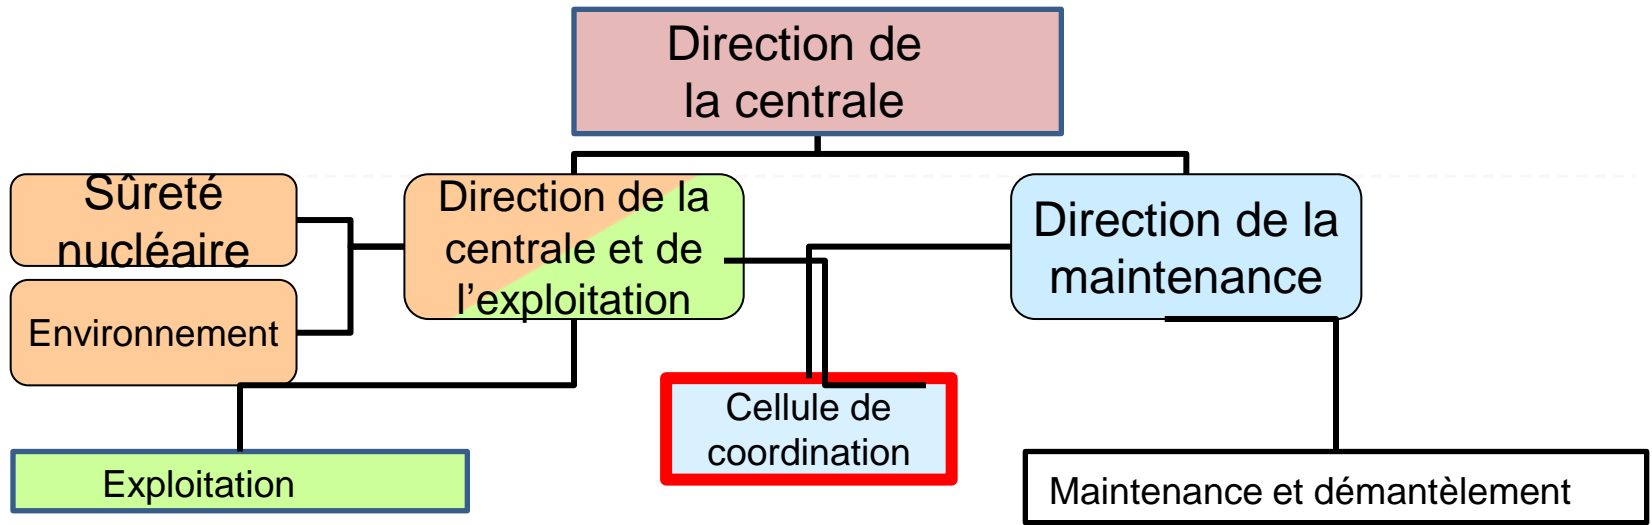 Direction de
la centrale
Sûreté
nucléaire
Environnement
Direction de la
centrale et de
l’exploitation
Direction de la
maintenance
Cellule de
coordination
Exploitation
Maintenance et démantèlement